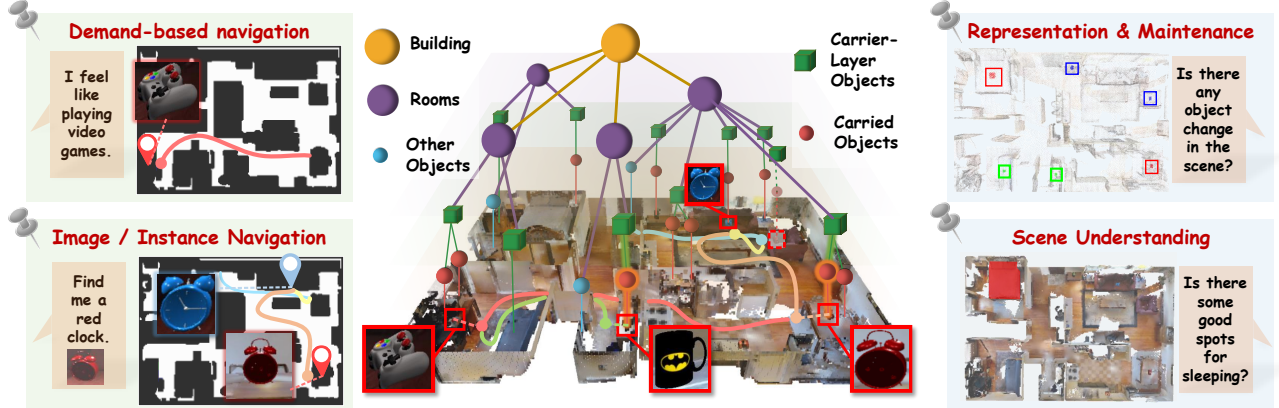 Demand-based navigation
I feel
like
playing
video
games.
Image / Instance Navigation
Find
me a
red
clock.
Building
Rooms
Other
Objects
Carrier-
Layer
Objects
Carried
Objects
Representation & Maintenance
Is there
any
object
change
in the
scene?
Scene Understanding
Is there
some
good
spots
for
sleeping?